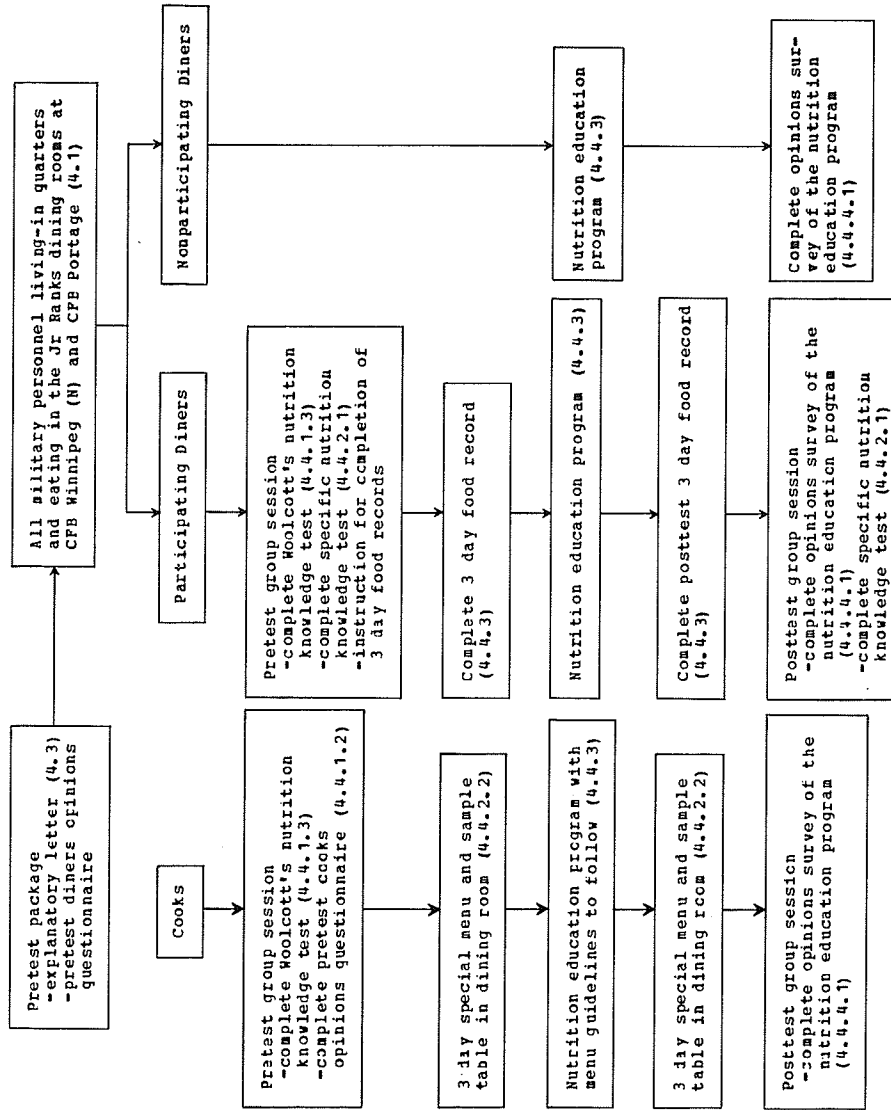 Pretest package
-explanatory letter (4.3)
-pretest diners opinions
questionnaire
All military personnel living-in quarters
and eating in the Jr Ranks dining rooms at
CFB Winnipeg (N) and CFB Portage (4.1)
Cooks
Participating Diners
Nonparticipating Diners
Pretest group session
-complete Woolcott's nutrition
knowledge test (4.4.1.3)
-complete pretest cooks
opinions questionnaire (4.4.1.2)
Pretest group session
-complete Woolcott's nutrition
knowledge test (4.4.1.3)
-complete specific nutrition
knowledge test (4.4.2.1)
-instruction for completion of
3 day food records
3 day special menu and sample
table in dining room (4.4.2.2)
Complete 3 day food record
(4.4.3)
Nutrition education program with
menu guidelines to follow (4.4.3)
Nutrition education program (4.4.3)
Nutrition education
program (4.4.3)
3 day special menu and sample
table in dining room (4.4.2.2)
Complete posttest 3 day food record
(4.4.3)
Posttest group session
-complete opinions survey of the
nutrition education program
(4.4.4.1)
Posttest group session
-complete opinions survey of the
nutrition education program
(4.4.4.1)
-complete specific nutrition
knowledge test (4.4.2.1)
Complete opinions sur-
vey of the nutrition
education program
(4.4.4.1)